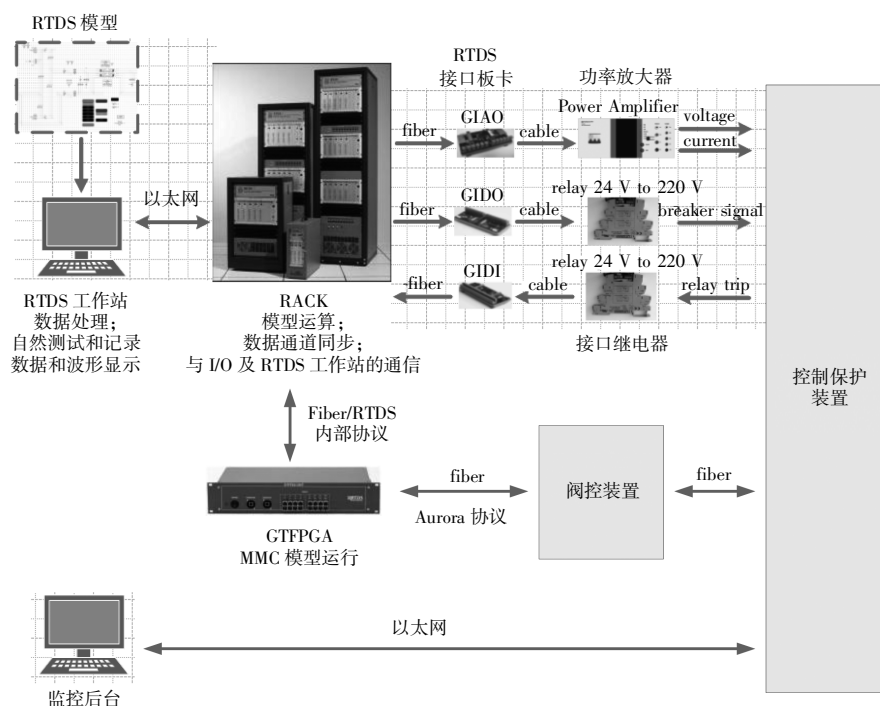 RTDS 模型
RTDS
接口板卡
功率放大器
fiber
GIAO
cable
Power Amplifier
voltage
current
以太网
fiber
GIDO
cable
relay 24 V to 220 V
breaker signal
fiber
GIDI
cable
relay 24 V to 220 V
relay trip
接口继电器
RTDS 工作站
数据处理；
自然测试和记录
数据和波形显示
RACK
模型运算；
数据通道同步；
与 I/O 及 RTDS 工作站的通信
控制保护
装置
Fiber/RTDS
内部协议
fiber
Aurora 协议
阀控装置
fiber
GTFPGA
MMC 模型运行
以太网
监控后台